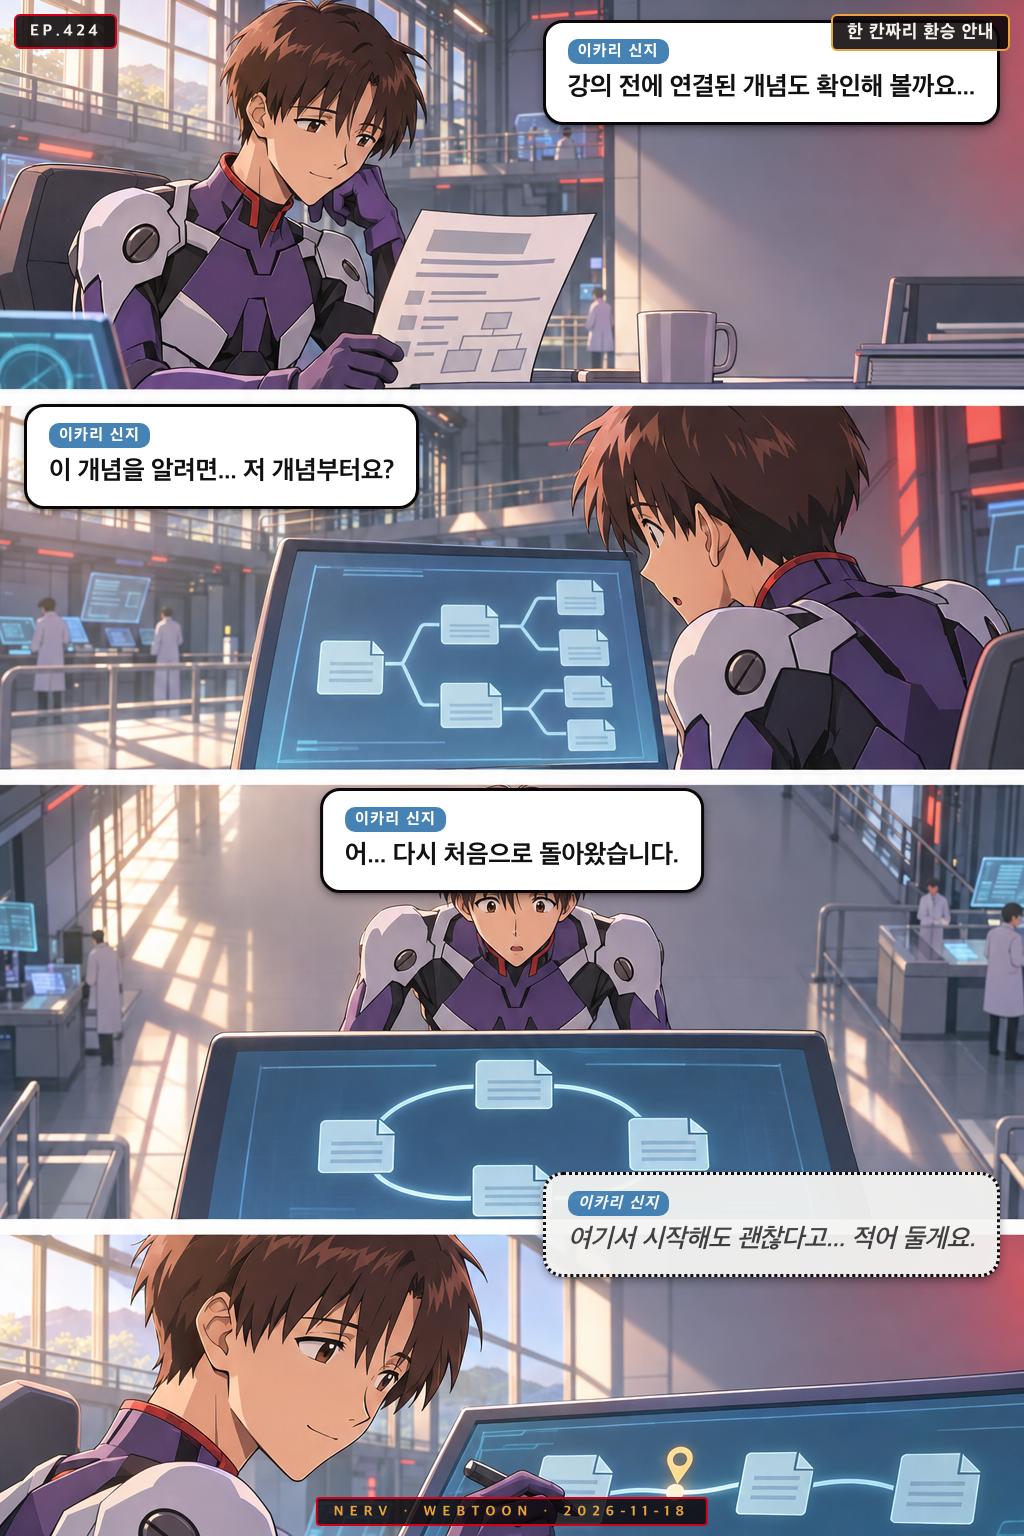 EP.424
한 칸짜리 환승 안내
이카리 신지
강의 전에 연결된 개념도 확인해 볼까요...
이카리 신지
이 개념을 알려면... 저 개념부터요?
이카리 신지
어... 다시 처음으로 돌아왔습니다.
이카리 신지
여기서 시작해도 괜찮다고... 적어 둘게요.
NERV · WEBTOON · 2026-11-18